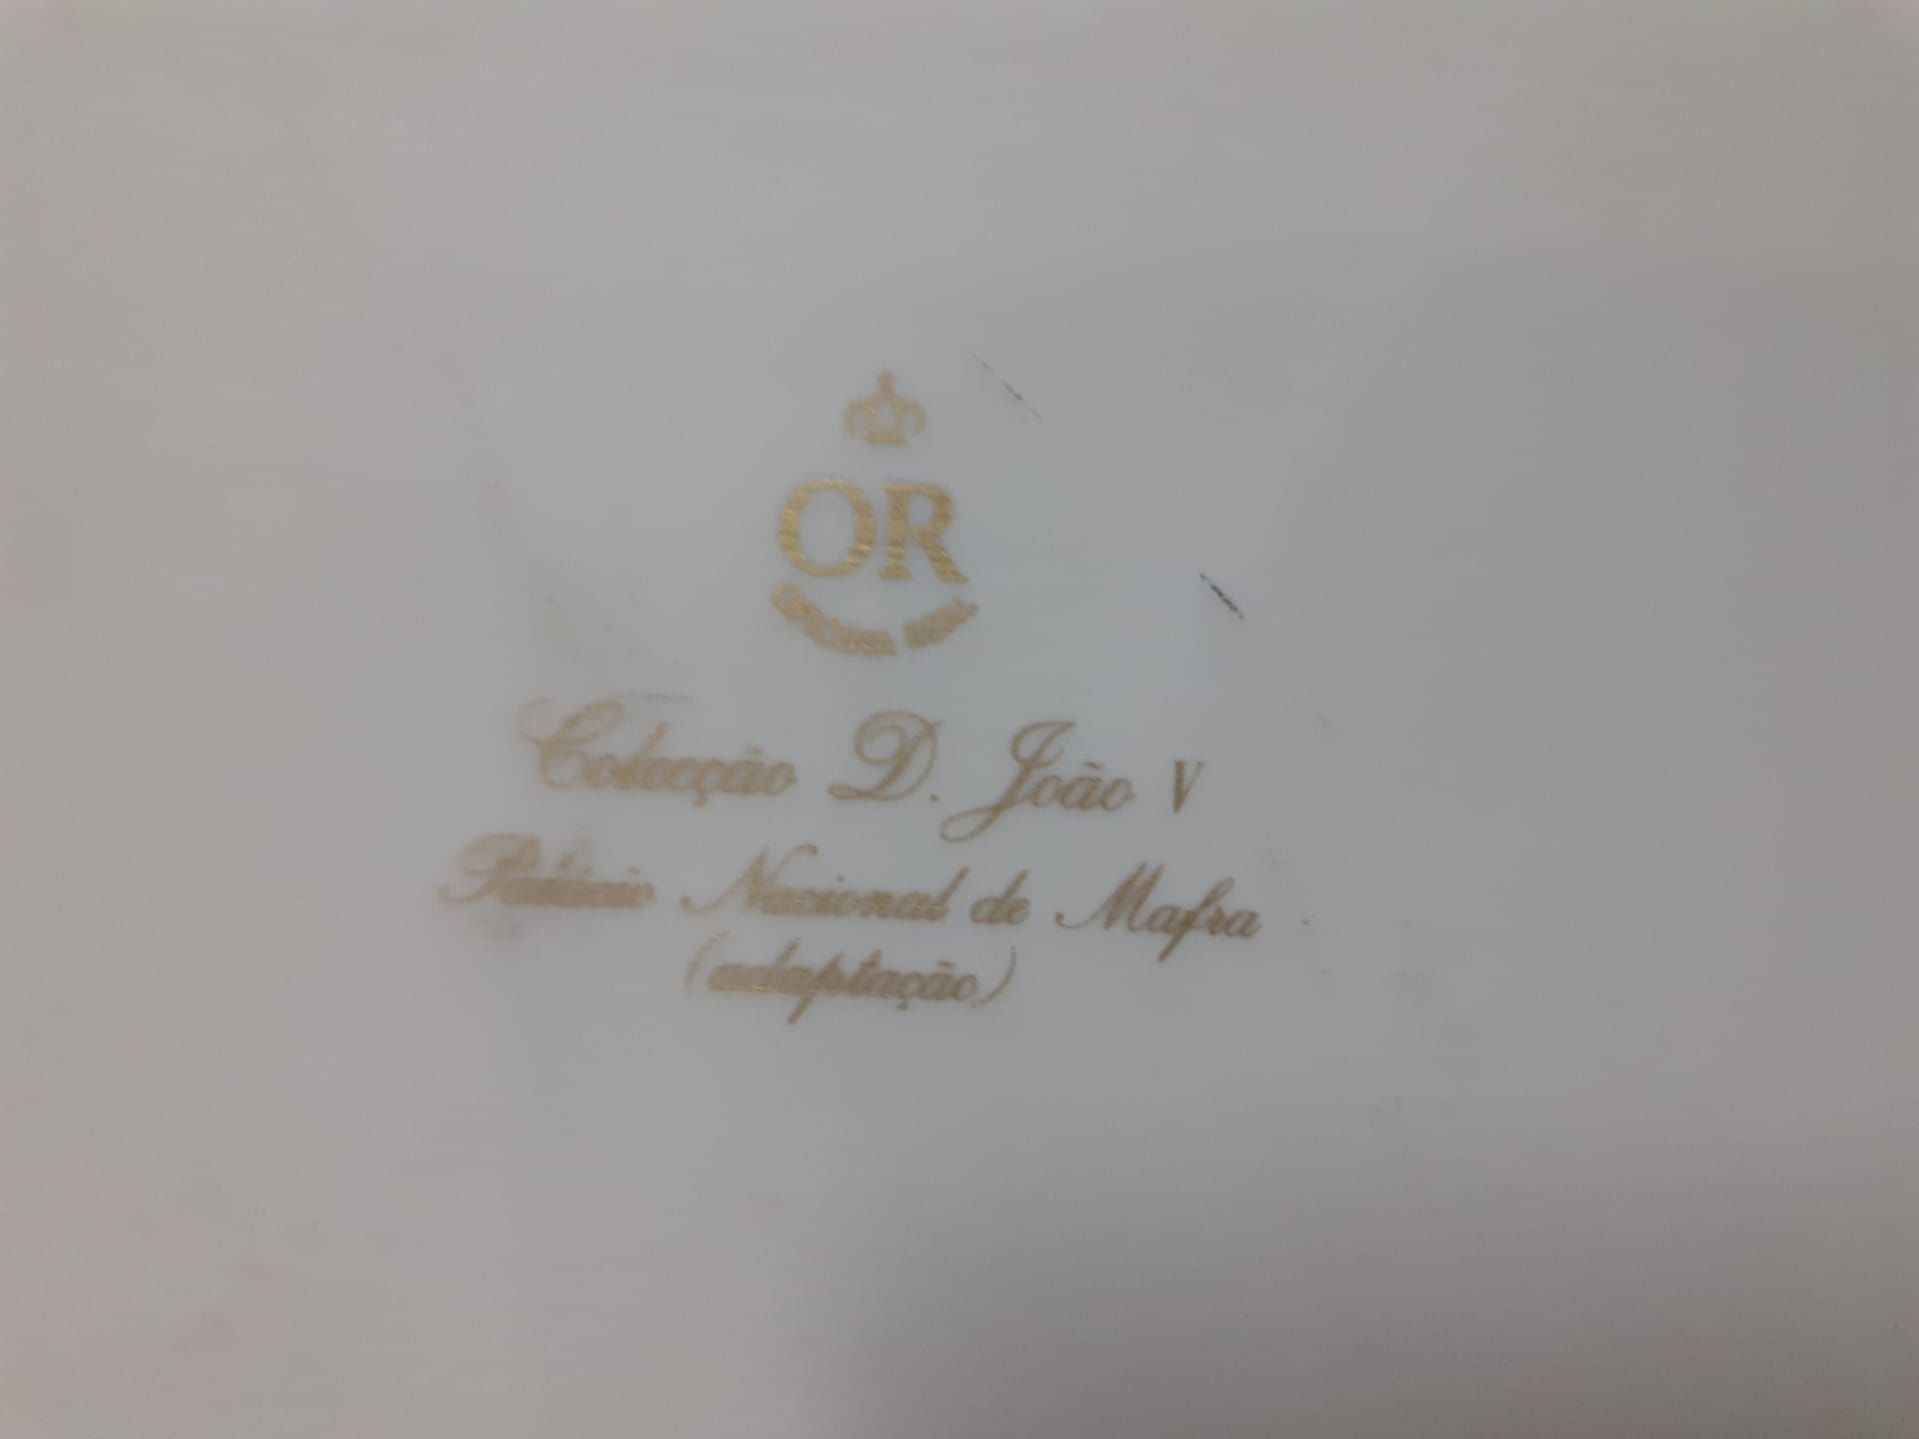 OR
Colecção D. João V
Palácio Nacional de Mafra
(adaptação)